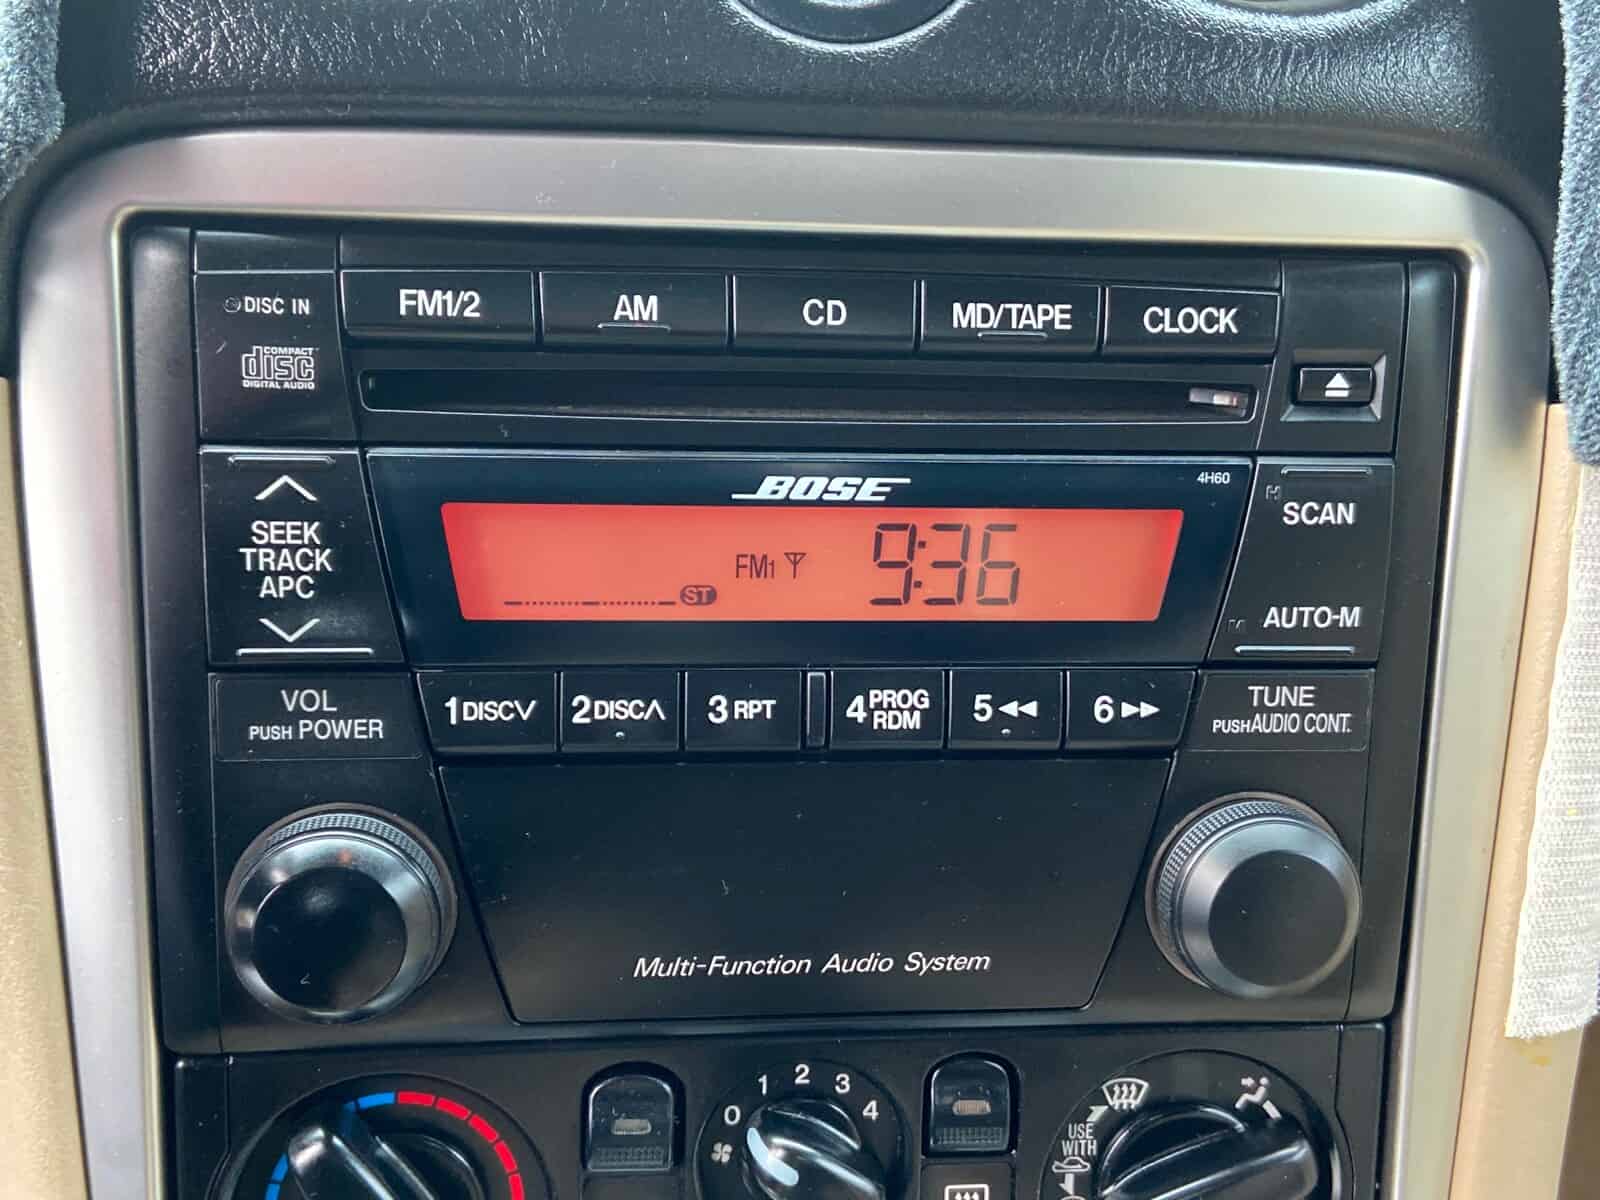 DISC IN
FM1/2
AM
CD
MD/TAPE
CLOCK
COMPACT
disc
DIGITAL AUDIO
BOSE
4H60
SEEK
TRACK
APC
FM1
ST
9:36
SCAN
AUTO-M
VOL
PUSH POWER
1 DISC
2 DISC
3 RPT
4 PROG
RDM
5
6
TUNE
PUSH AUDIO CONT.
Multi-Function Audio System
0 1 2 3 4
USE
WITH